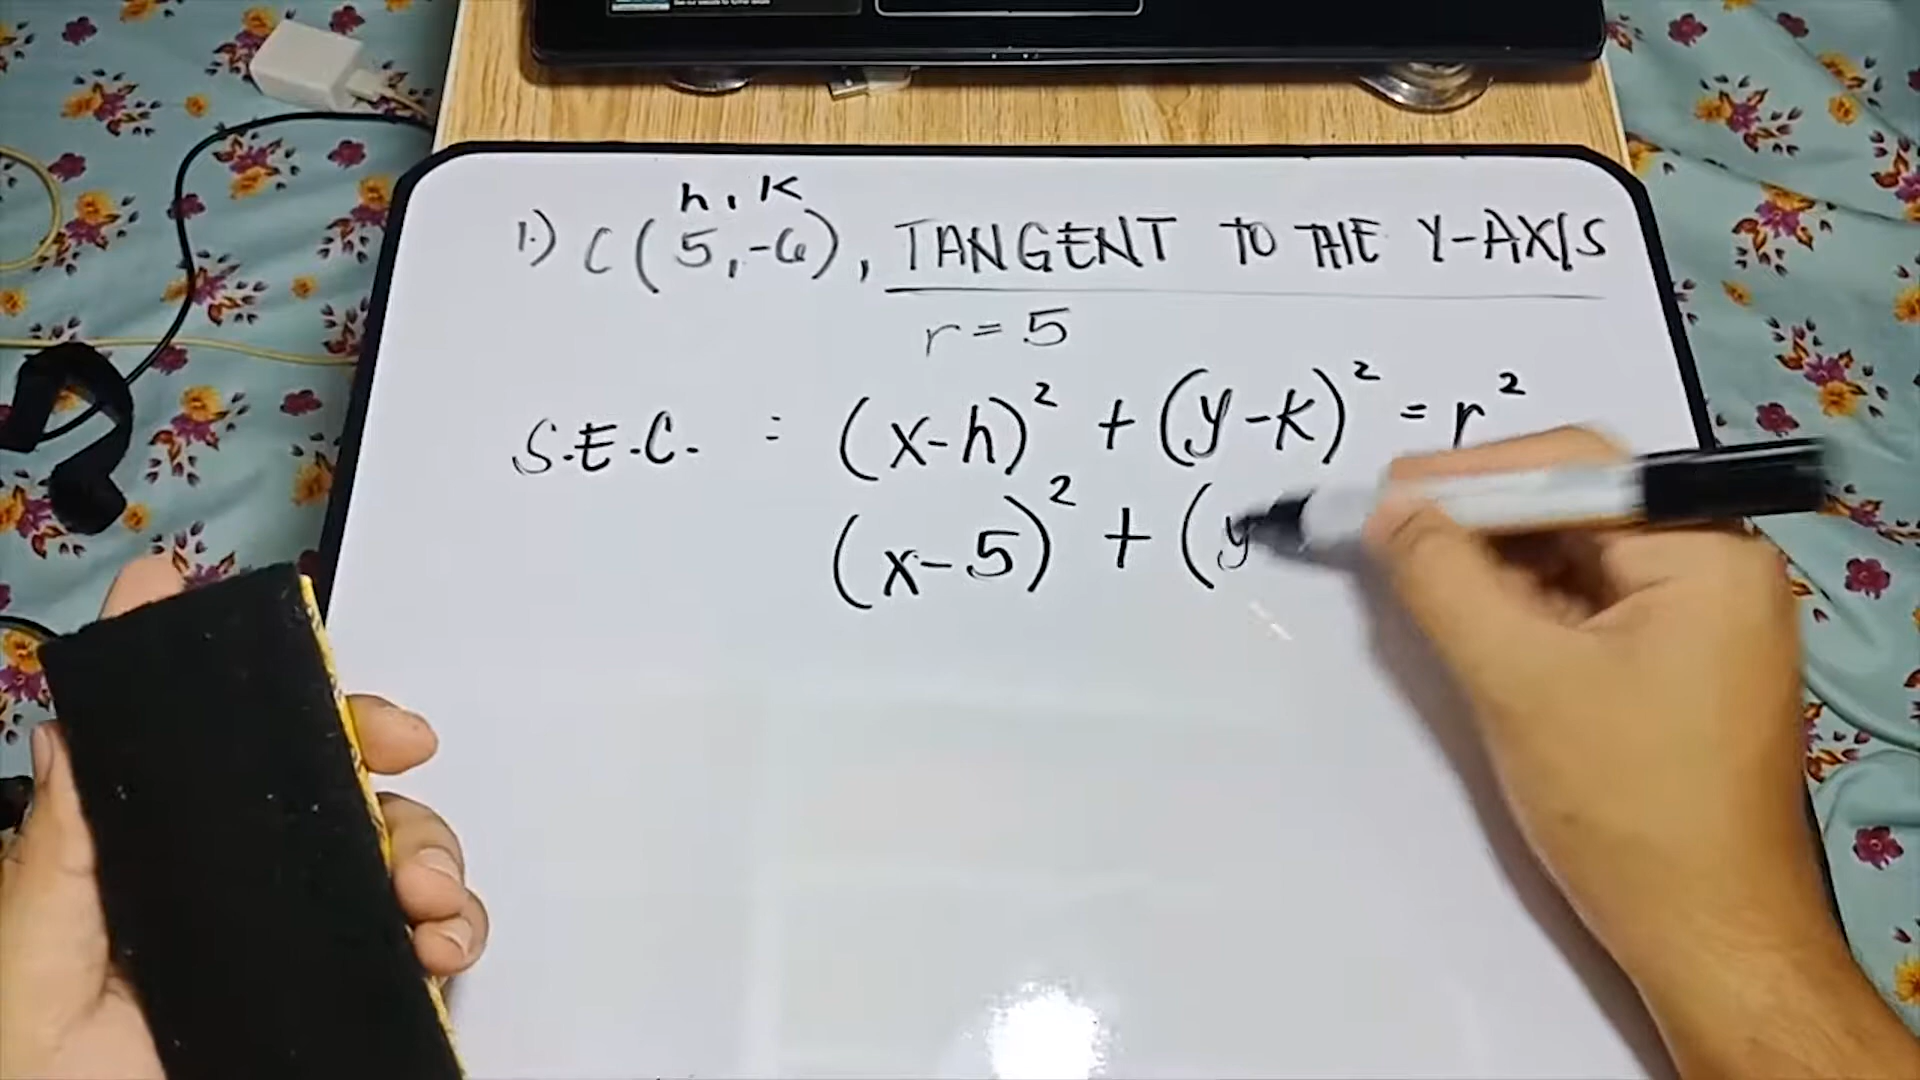 h, k
1.) C(5,-6), TANGENT TO THE Y-AXIS
r = 5
S.E.C. : (x-h)² + (y-k)² = r²
(x-5)² + (y